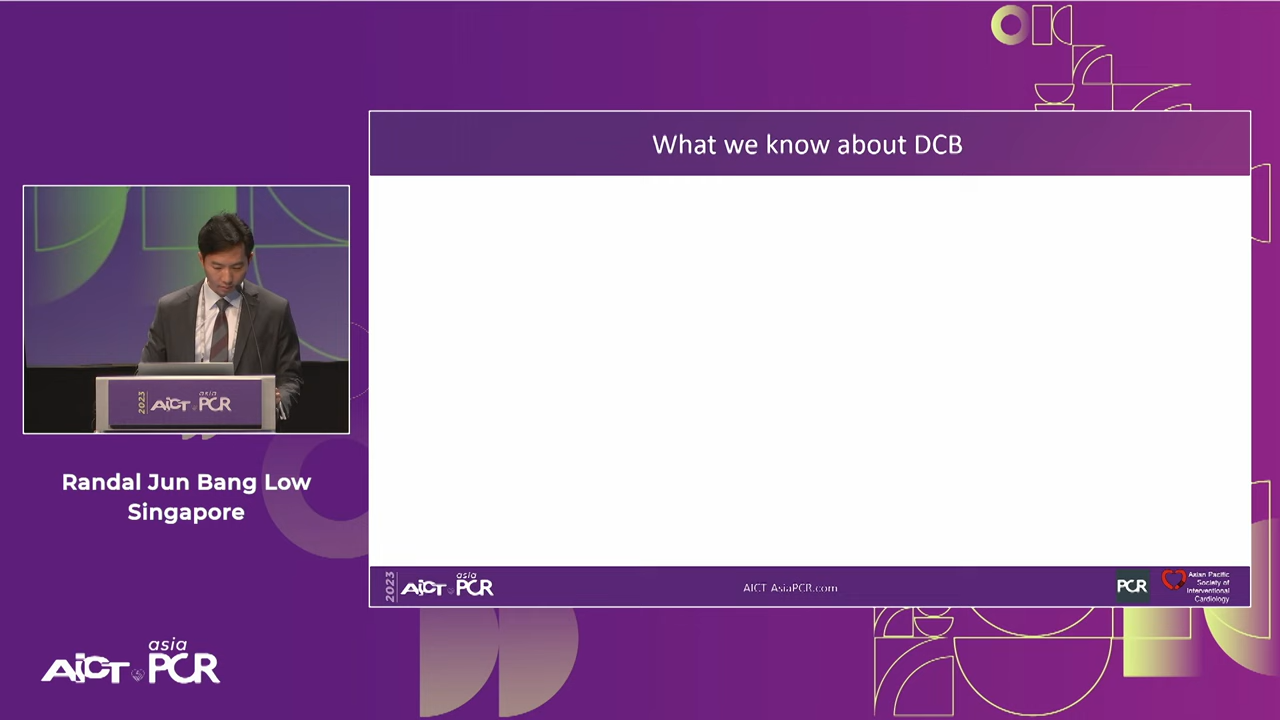 What we know about DCB
2023 AICT asia PCR
Randal Jun Bang Low
Singapore
2023 AICT asia PCR
AICT AsiaPCR.com
PCR
Asian Pacific
Society of
Interventional
Cardiology
AICT asia PCR